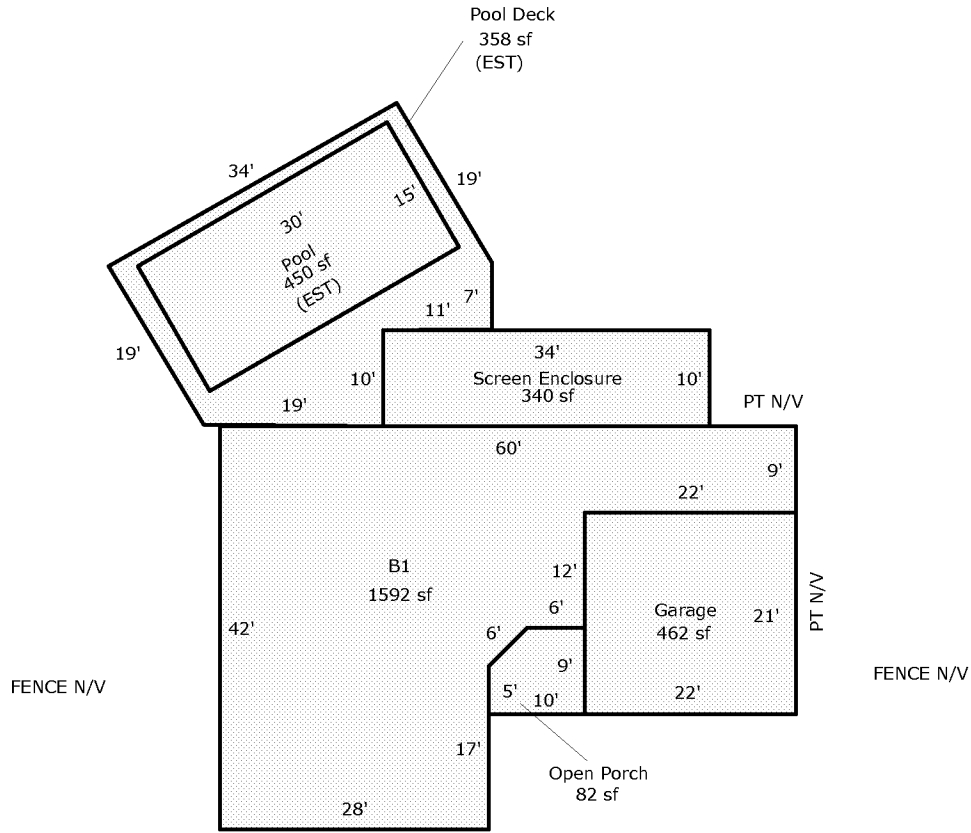 Pool Deck
358 sf
(EST)
34'
19'
15'
30'
Pool
450 sf
(EST)
7'
11'
19'
10'
19'
34'
Screen Enclosure
340 sf
10'
PT N/V
60'
9'
22'
B1
1592 sf
12'
6'
6'
Garage
462 sf
21'
PT N/V
42'
9'
5'
10'
22'
FENCE N/V
FENCE N/V
17'
Open Porch
82 sf
28'